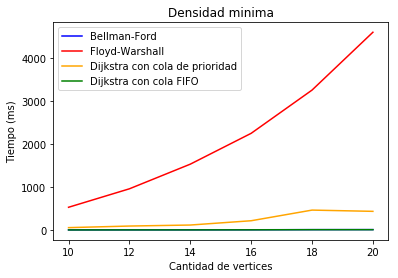 Densidad minima
Bellman-Ford
Floyd-Warshall
Dijkstra con cola de prioridad
Dijkstra con cola FIFO
Tiempo (ms)
4000
3000
2000
1000
0
10 12 14 16 18 20
Cantidad de vertices